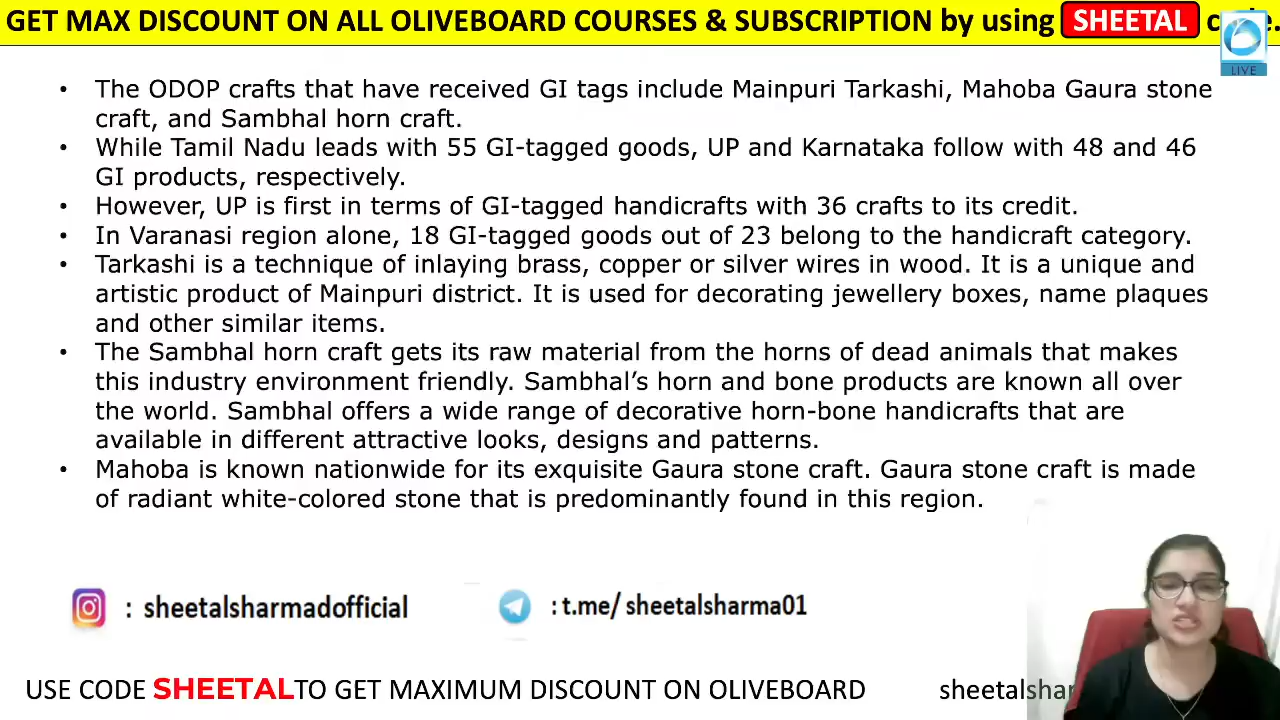 GET MAX DISCOUNT ON ALL OLIVEBOARD COURSES & SUBSCRIPTION by using SHEETAL
LIVE
• The ODOP crafts that have received GI tags include Mainpuri Tarkashi, Mahoba Gaura stone
craft, and Sambhal horn craft.
• While Tamil Nadu leads with 55 GI-tagged goods, UP and Karnataka follow with 48 and 46
GI products, respectively.
• However, UP is first in terms of GI-tagged handicrafts with 36 crafts to its credit.
• In Varanasi region alone, 18 GI-tagged goods out of 23 belong to the handicraft category.
• Tarkashi is a technique of inlaying brass, copper or silver wires in wood. It is a unique and
artistic product of Mainpuri district. It is used for decorating jewellery boxes, name plaques
and other similar items.
• The Sambhal horn craft gets its raw material from the horns of dead animals that makes
this industry environment friendly. Sambhal’s horn and bone products are known all over
the world. Sambhal offers a wide range of decorative horn-bone handicrafts that are
available in different attractive looks, designs and patterns.
• Mahoba is known nationwide for its exquisite Gaura stone craft. Gaura stone craft is made
of radiant white-colored stone that is predominantly found in this region.
: sheetalsharmadofficial
: t.me/ sheetalsharma01
USE CODE SHEETALTO GET MAXIMUM DISCOUNT ON OLIVEBOARD